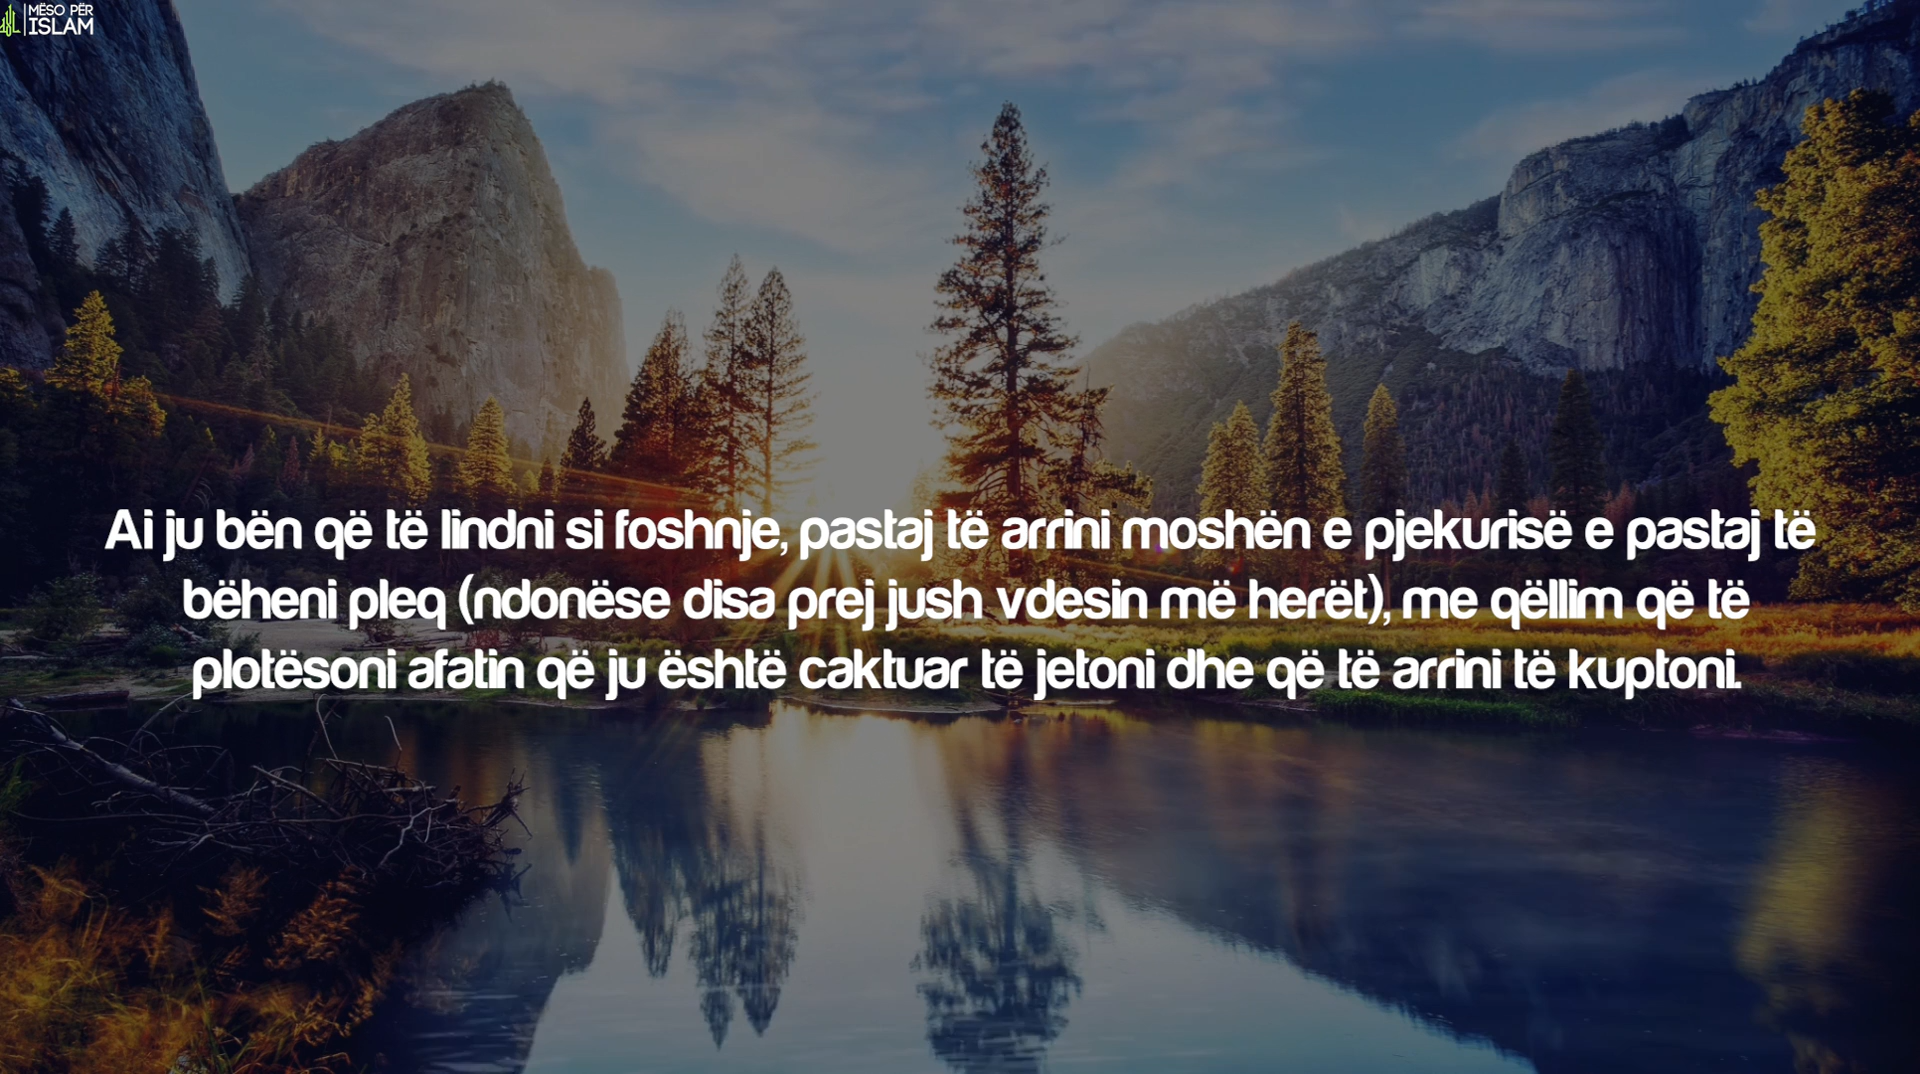 MËSO PËR
ISLAM
Ai ju bën që të lindni si foshnje, pastaj të arrini moshën e pjekurisë e pastaj të
bëheni pleq (ndonëse disa prej jush vdesin më herët), me qëllim që të
plotësoni afatin që ju është caktuar të jetoni dhe që të arrini të kuptoni.